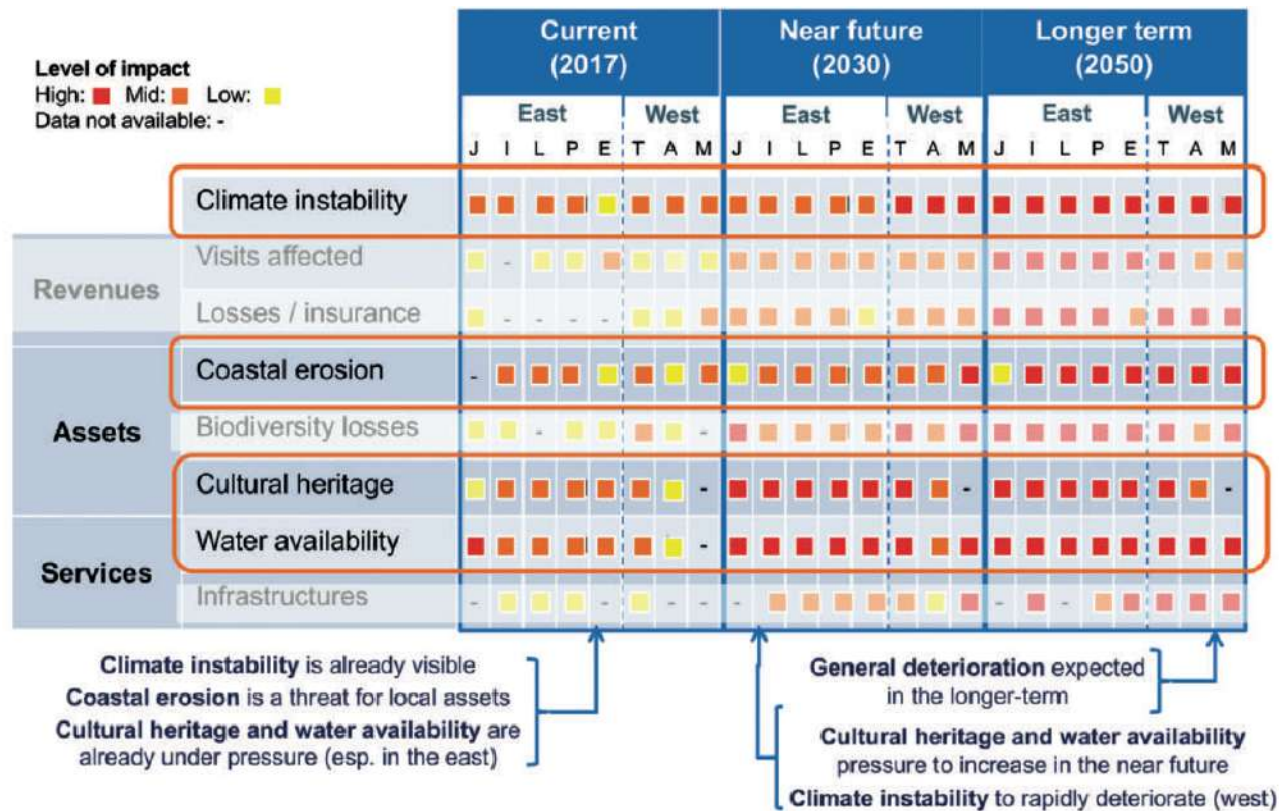 Current
(2017)
Near future
(2030)
Longer term
(2050)
Level of impact
High: Mid: Low:
Data not available: -
East West East West East West
J I L P E T A M J I L P E T A M J I L P E T A M
Climate instability
Revenues
Visits affected
-
Losses / insurance
- - - -
Assets
Coastal erosion
-
Biodiversity losses
- -
Cultural heritage
- - -
Services
Water availability
-
Infrastructures
- - - - - - -
Climate instability is already visible
Coastal erosion is a threat for local assets
Cultural heritage and water availability are
already under pressure (esp. in the east)
General deterioration expected
in the longer-term
Cultural heritage and water availability
pressure to increase in the near future
Climate instability to rapidly deteriorate (west)